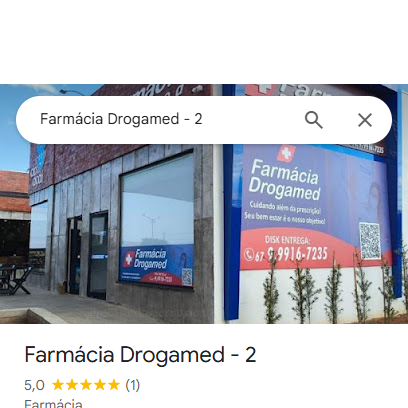 Farmácia Drogamed - 2
Farmácia
Drogamed
Cuidando além da prescrição!
Seu bem estar é o nosso objetivo!
DISK ENTREGA:
67 9.9916-7235
Farmácia
Drogamed
Farmácia Drogamed - 2
5,0 (1)
Farmácia